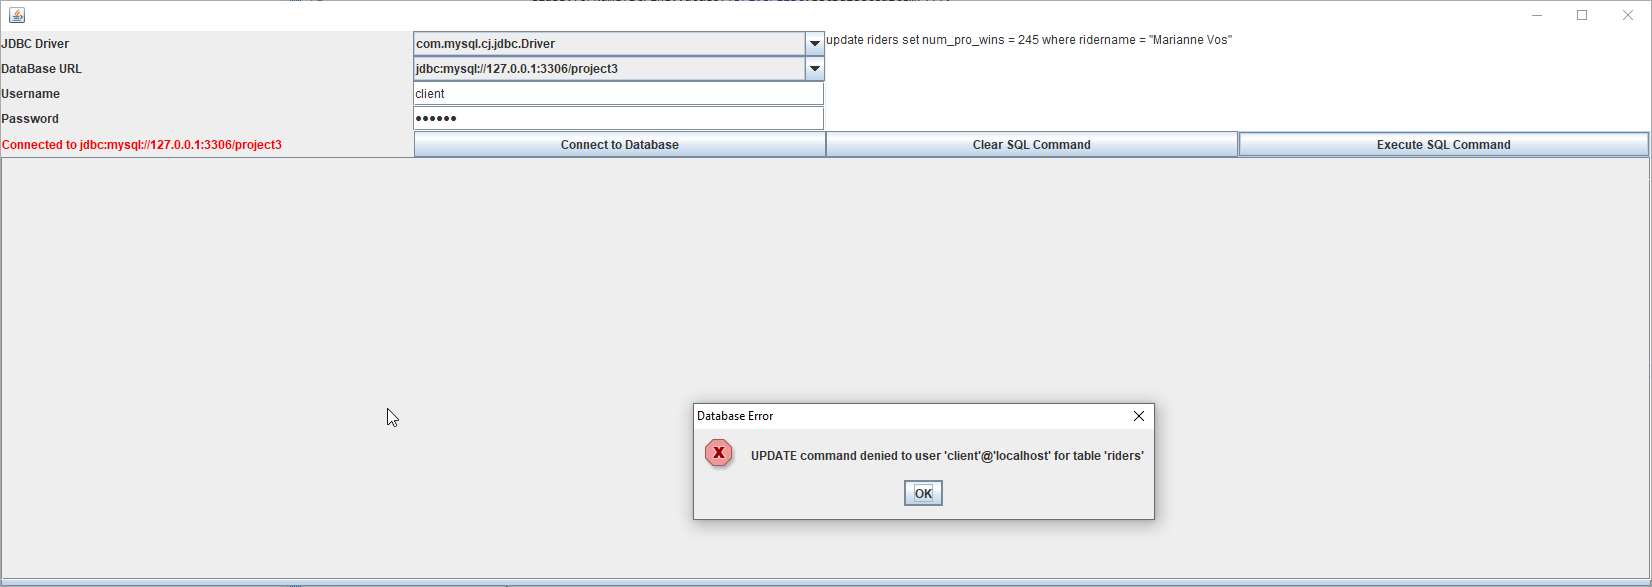 JDBC Driver
com.mysql.cj.jdbc.Driver
update riders set num_pro_wins = 245 where ridername = "Marianne Vos"
DataBase URL
jdbc:mysql://127.0.0.1:3306/project3
Username
client
Password
••••••
Connected to jdbc:mysql://127.0.0.1:3306/project3
Connect to Database
Clear SQL Command
Execute SQL Command
Database Error
X
UPDATE command denied to user 'client'@'localhost' for table 'riders'
OK